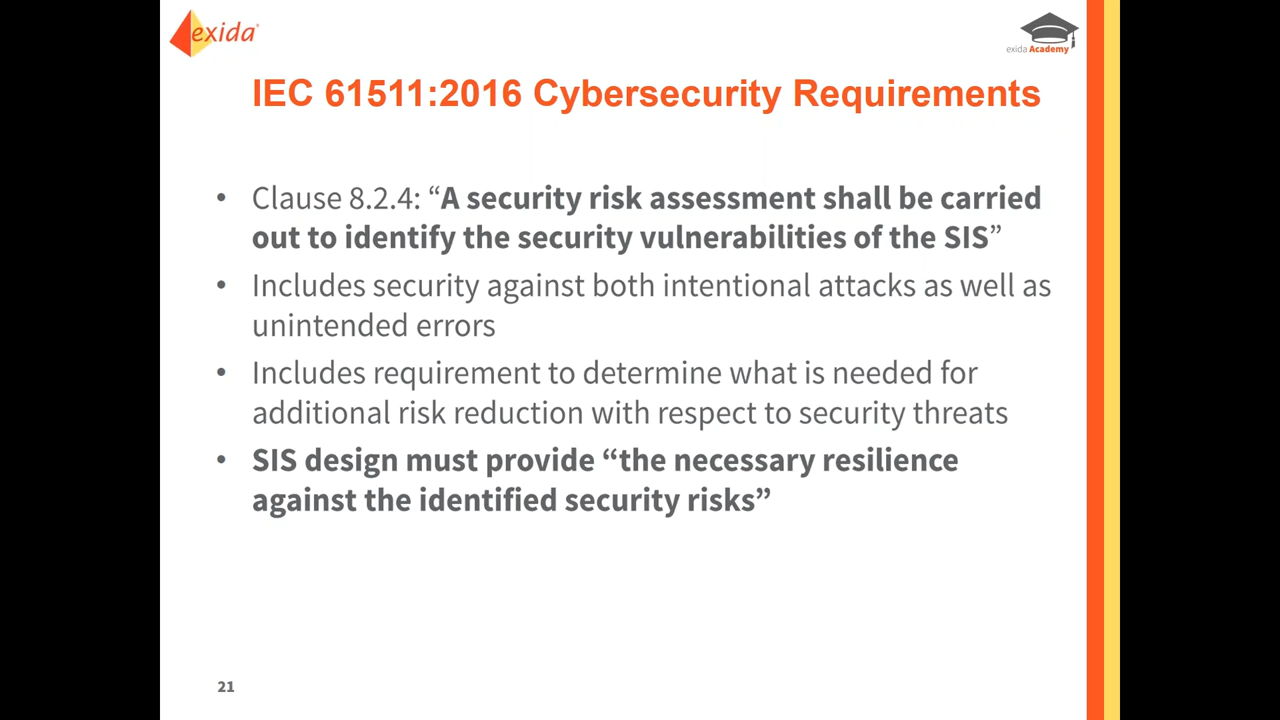 exida
exida Academy
IEC 61511:2016 Cybersecurity Requirements
• Clause 8.2.4: “A security risk assessment shall be carried
out to identify the security vulnerabilities of the SIS”
• Includes security against both intentional attacks as well as
unintended errors
• Includes requirement to determine what is needed for
additional risk reduction with respect to security threats
• SIS design must provide “the necessary resilience
against the identified security risks”
21